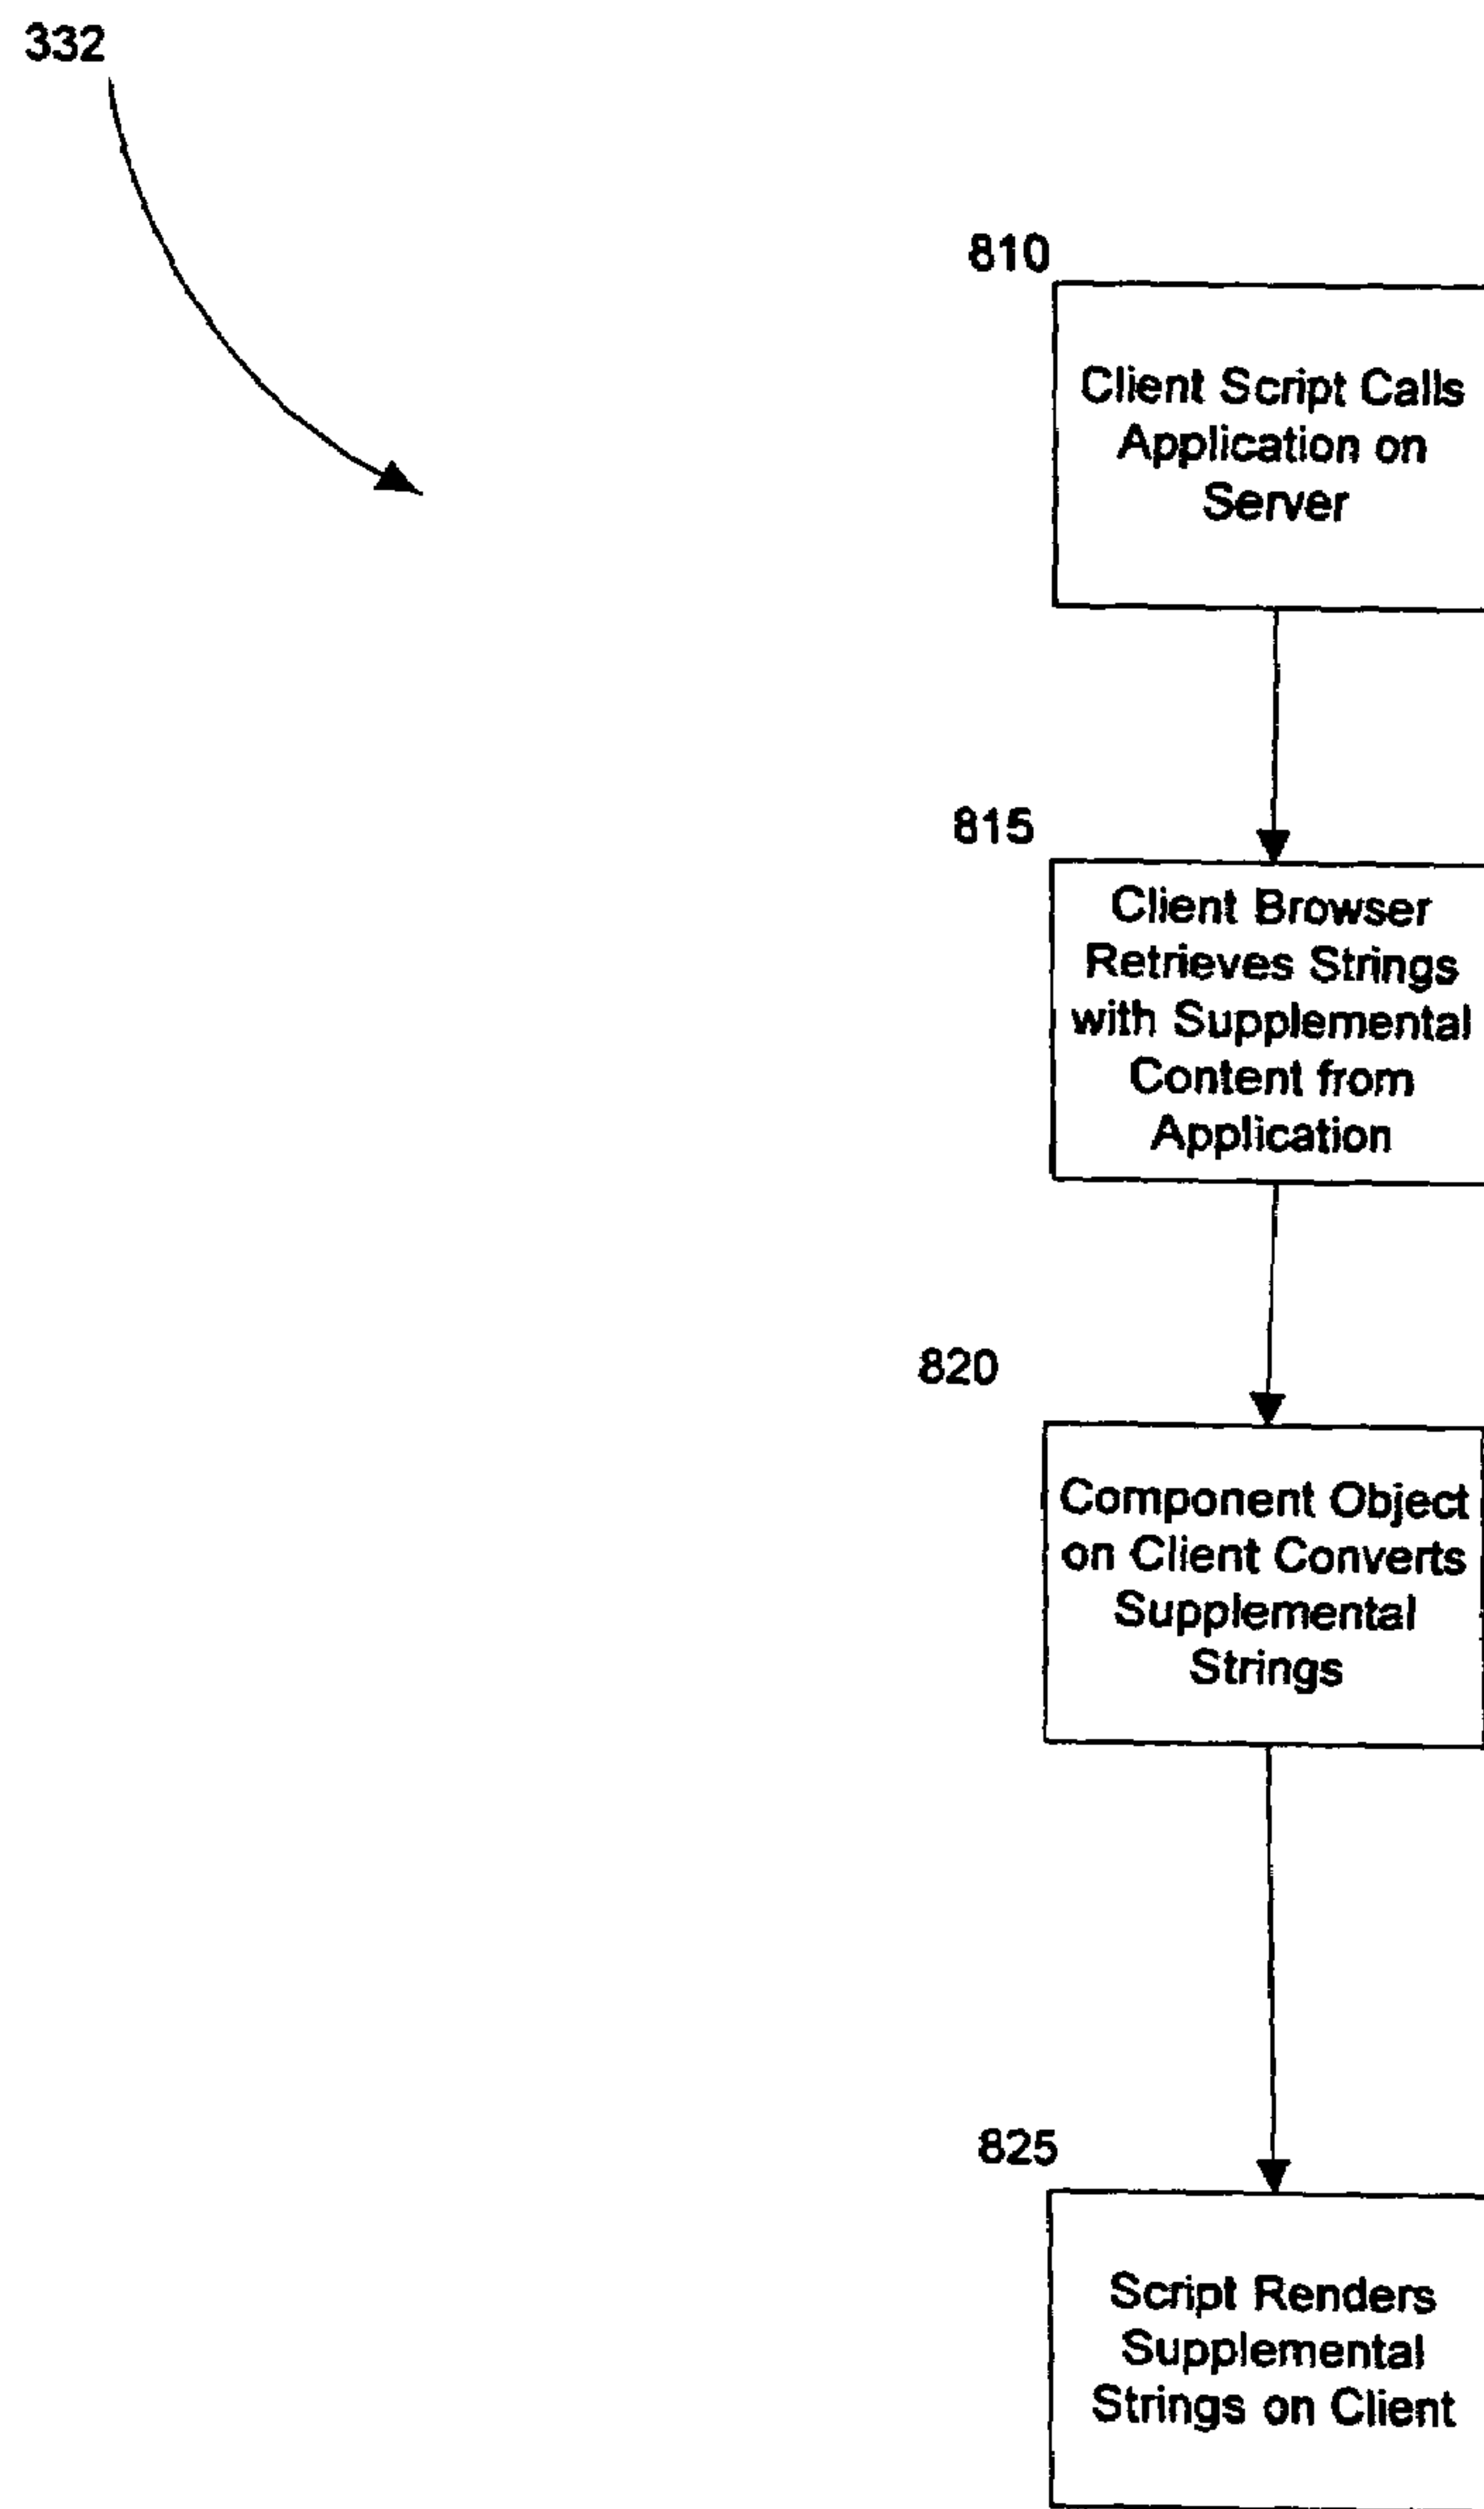 332
810
Client Script Calls
Application on
Server
815
Client Browser
Retrieves Strings
with Supplemental
Content from
Application
820
Component Object
on Client Converts
Supplemental
Strings
825
Script Renders
Supplemental
Strings on Client